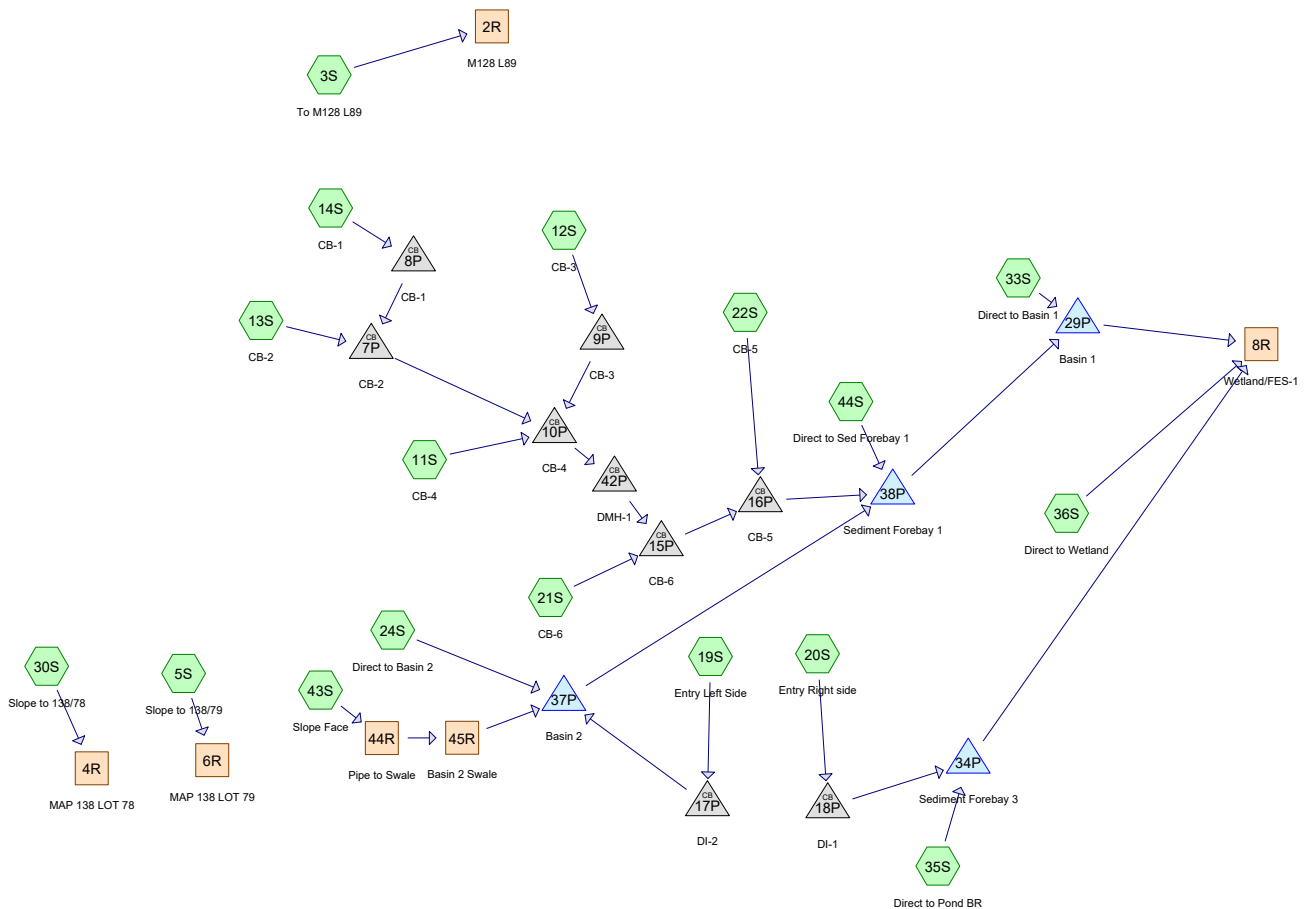 2R
M128 L89
3S
To M128 L89
14S
CB-1
CB
8P
CB-1
12S
CB-3
13S
CB-2
CB
7P
CB-2
CB
9P
CB-3
22S
CB-5
33S
Direct to Basin 1
29P
Basin 1
8R
Wetland/FES-1
11S
CB-4
CB
10P
CB-4
44S
Direct to Sed Forebay 1
CB
42P
DMH-1
CB
16P
CB-5
38P
Sediment Forebay 1
36S
Direct to Wetland
CB
15P
CB-6
21S
CB-6
24S
Direct to Basin 2
19S
Entry Left Side
20S
Entry Right side
30S
Slope to 138/78
5S
Slope to 138/79
43S
Slope Face
37P
Basin 2
44R
Pipe to Swale
45R
Basin 2 Swale
4R
MAP 138 LOT 78
6R
MAP 138 LOT 79
34P
Sediment Forebay 3
CB
17P
DI-2
CB
18P
DI-1
35S
Direct to Pond BR